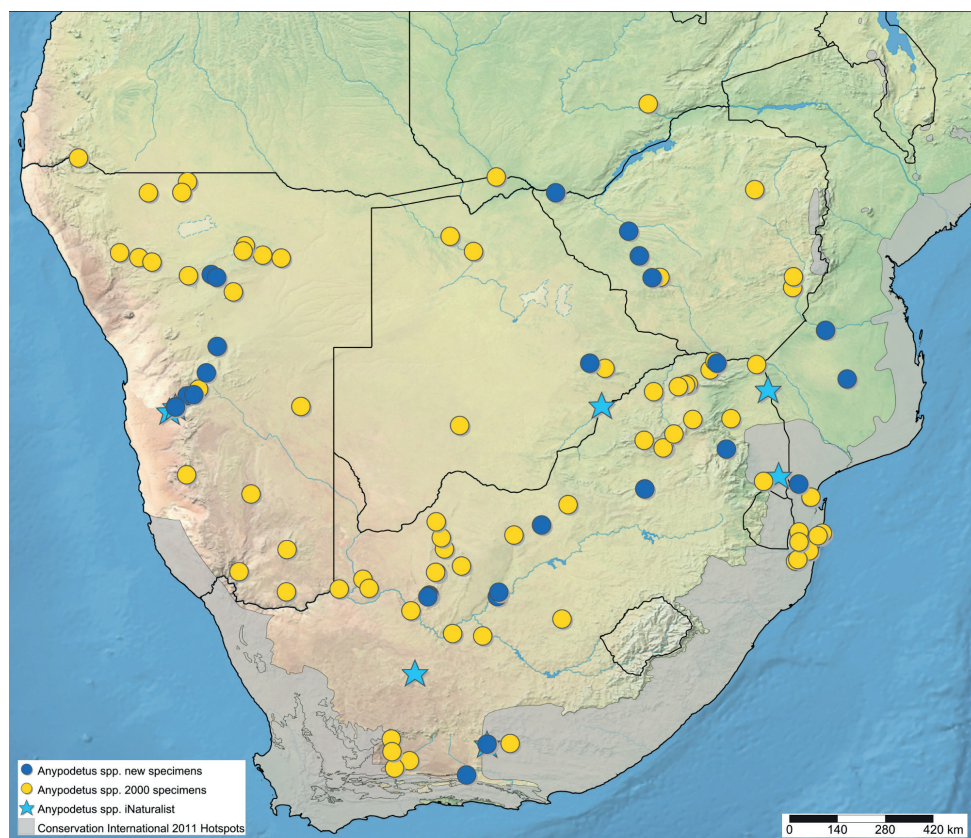 Anypodetus spp. new specimens
Anypodetus spp. 2000 specimens
Anypodetus spp. iNaturalist
Conservation International 2011 Hotspots
0 140 280 420 km